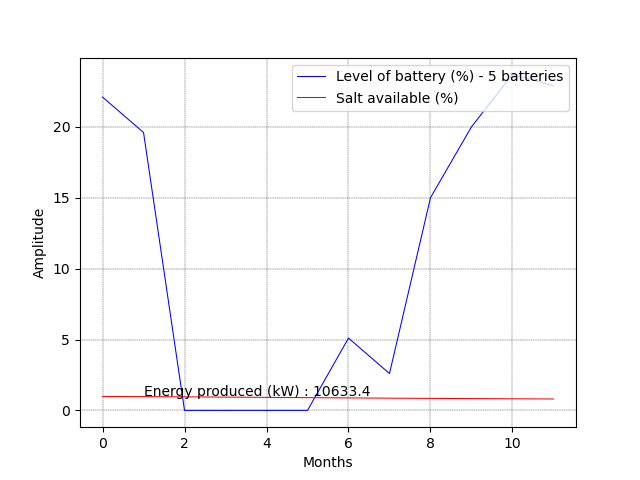 Level of battery (%) - 5 batteries
Salt available (%)
20
15
10
5
0
Amplitude
Energy produced (kW) : 10633.4
0 2 4 6 8 10
Months